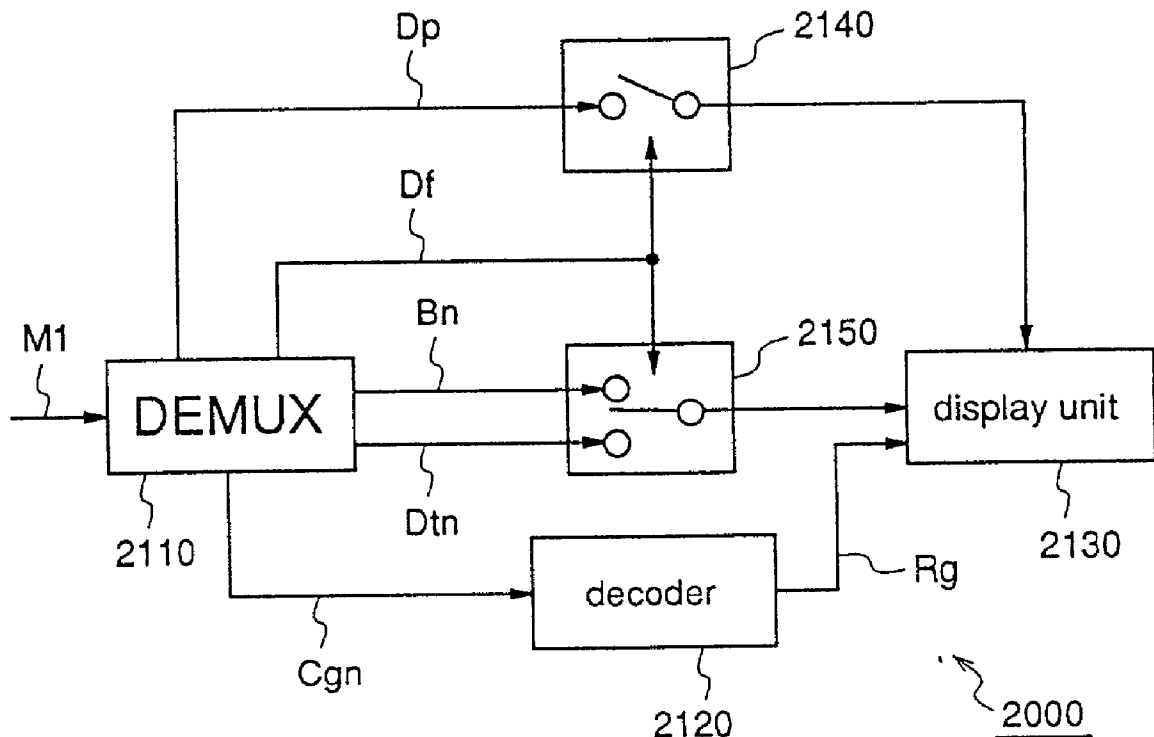 Dp
2140
Df
Bn
2150
M1
DEMUX
display unit
Dtn
2110
2130
decoder
Rg
Cgn
2120
2000